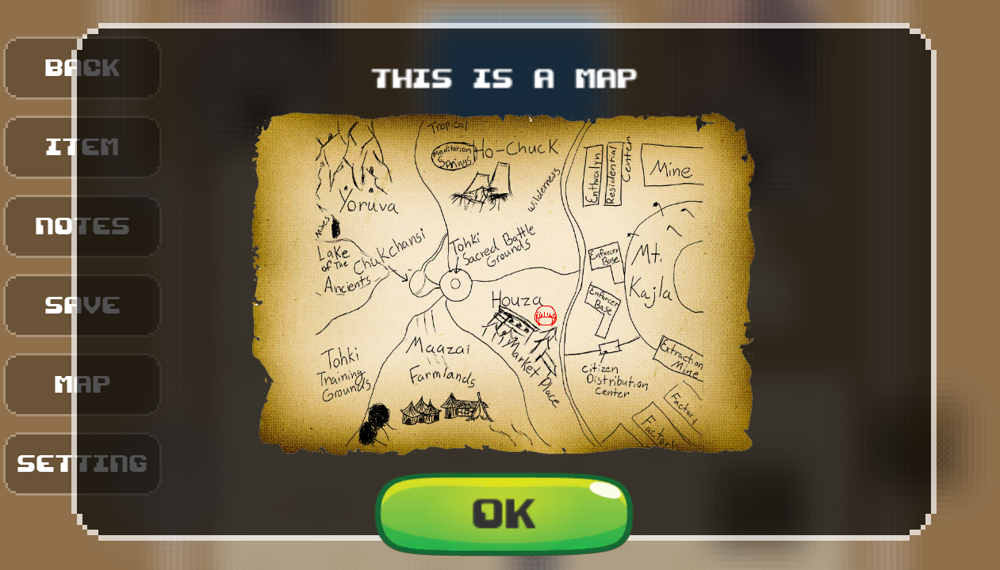 THIS IS A MAP
BACK
ITEM
NOTES
SAVE
MAP
SETTING
Tropical
Meditation
Springs
Ho-Chuck
wilderness
Enthralyn
Residential
Center
Mine
Yoruva
Mines
Lake
of The
Ancients
Chukchansi
Tohki
Sacred Battle
Grounds
Enforcer
Base
Mt.
Kajla
Enforcer
Base
Houza
Market Place
Tohki
Training
Grounds
Maazai
Farmlands
citizen
Distribution
Center
Extraction
Mine
Factory
Factory
OK